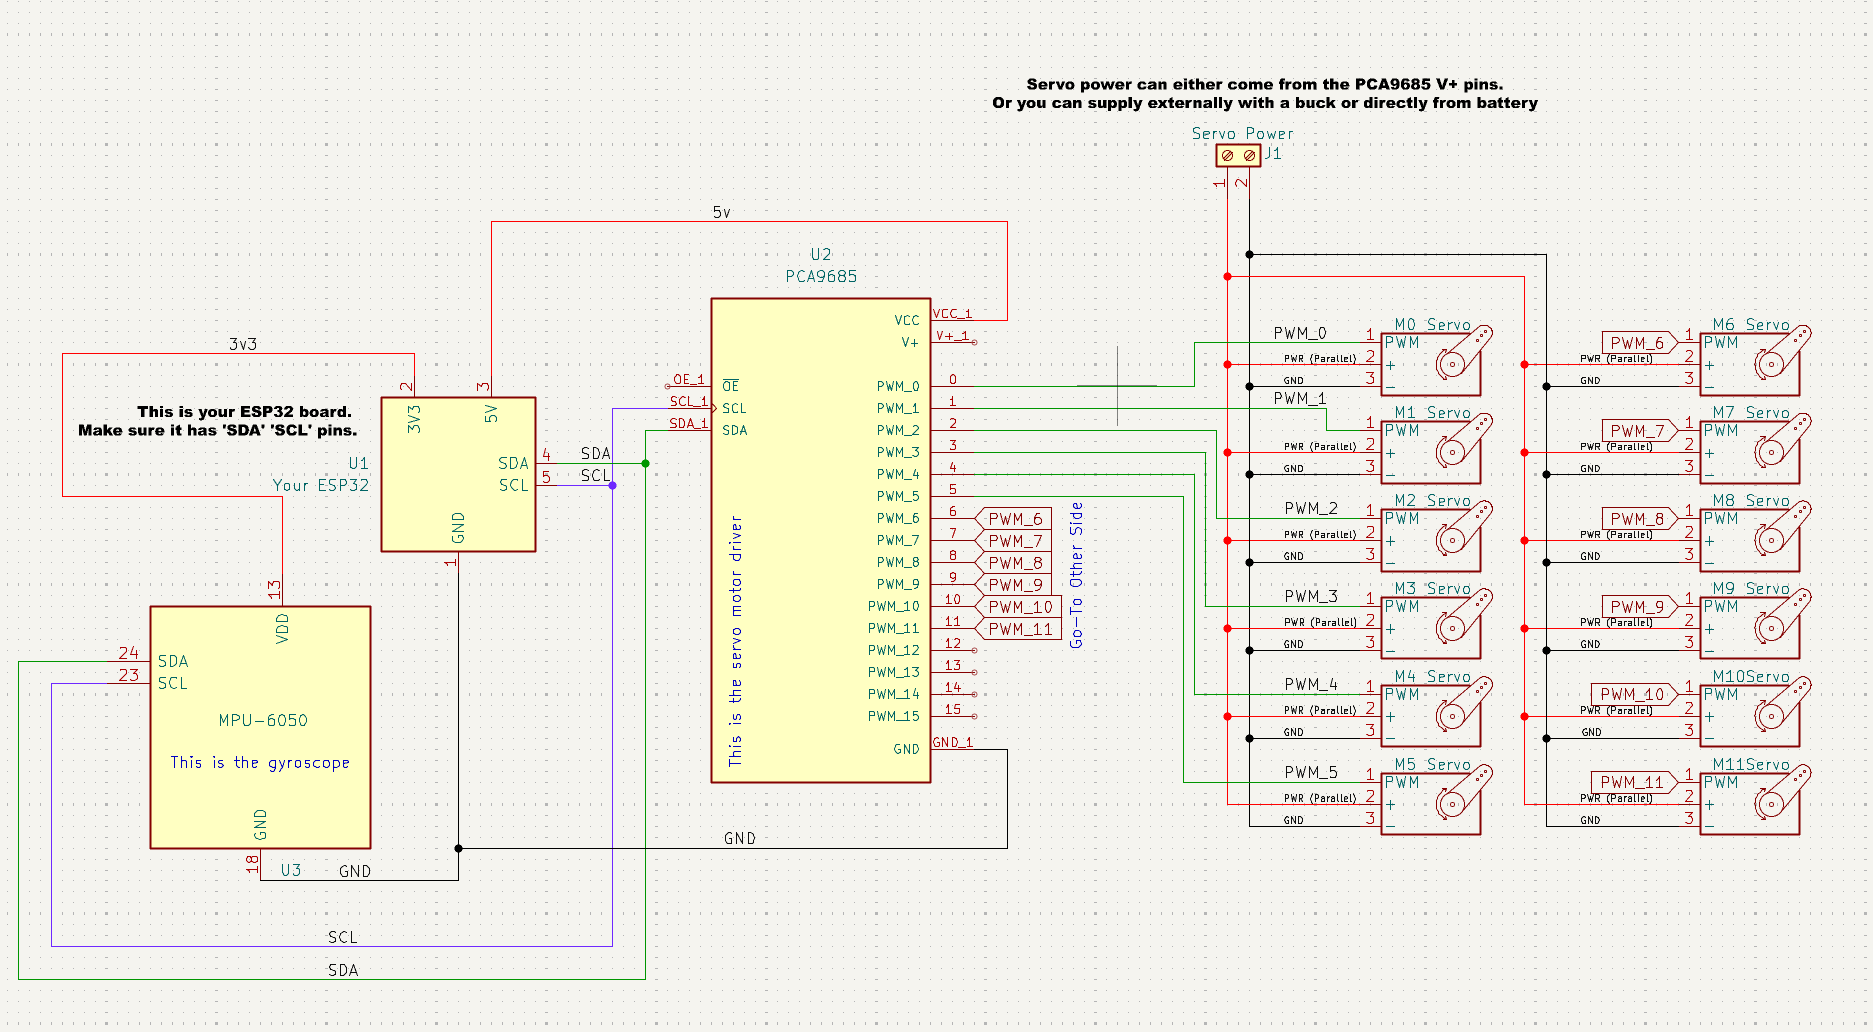 Servo power can either come from the PCA9685 V+ pins.
Or you can supply externally with a buck or directly from battery
Servo Power
J1
1
2
5v
U2
PCA9685
VCC
VCC_1
V+
V+_1
OE
OE_1
SCL
SCL_1
SDA
SDA_1
PWM_0
0
PWM_1
1
PWM_2
2
PWM_3
3
PWM_4
4
PWM_5
5
PWM_6
6
PWM_6
PWM_7
7
PWM_7
PWM_8
8
PWM_8
PWM_9
9
PWM_9
PWM_10
10
PWM_10
PWM_11
11
PWM_11
PWM_12
12
PWM_13
13
PWM_14
14
PWM_15
15
GND
GND_1
This is the servo motor driver
Go-To Other Side
3v3
This is your ESP32 board.
Make sure it has 'SDA' 'SCL' pins.
U1
Your ESP32
2
3V3
3
5V
SDA
4
SDA
SCL
5
SCL
GND
1
13
VDD
24
SDA
23
SCL
MPU-6050
This is the gyroscope
GND
18
U3
GND
GND
SCL
SDA
M0 Servo
PWM_0
1
PWM
PWR (Parallel)
2
+
GND
3
−
M1 Servo
PWM_1
1
PWM
PWR (Parallel)
2
+
GND
3
−
M2 Servo
PWM_2
1
PWM
PWR (Parallel)
2
+
GND
3
−
M3 Servo
PWM_3
1
PWM
PWR (Parallel)
2
+
GND
3
−
M4 Servo
PWM_4
1
PWM
PWR (Parallel)
2
+
GND
3
−
M5 Servo
PWM_5
1
PWM
PWR (Parallel)
2
+
GND
3
−
M6 Servo
PWM_6
1
PWM
PWR (Parallel)
2
+
GND
3
−
M7 Servo
PWM_7
1
PWM
PWR (Parallel)
2
+
GND
3
−
M8 Servo
PWM_8
1
PWM
PWR (Parallel)
2
+
GND
3
−
M9 Servo
PWM_9
1
PWM
PWR (Parallel)
2
+
GND
3
−
M10Servo
PWM_10
1
PWM
PWR (Parallel)
2
+
GND
3
−
M11Servo
PWM_11
1
PWM
PWR (Parallel)
2
+
GND
3
−